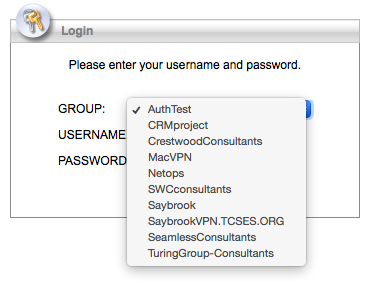 Login
Please enter your username and password.
GROUP:
✓ AuthTest
CRMproject
CrestwoodConsultants
MacVPN
Netops
SWCconsultants
Saybrook
SaybrookVPN.TCSES.ORG
SeamlessConsultants
TuringGroup-Consultants
USERNAME
PASSWORD